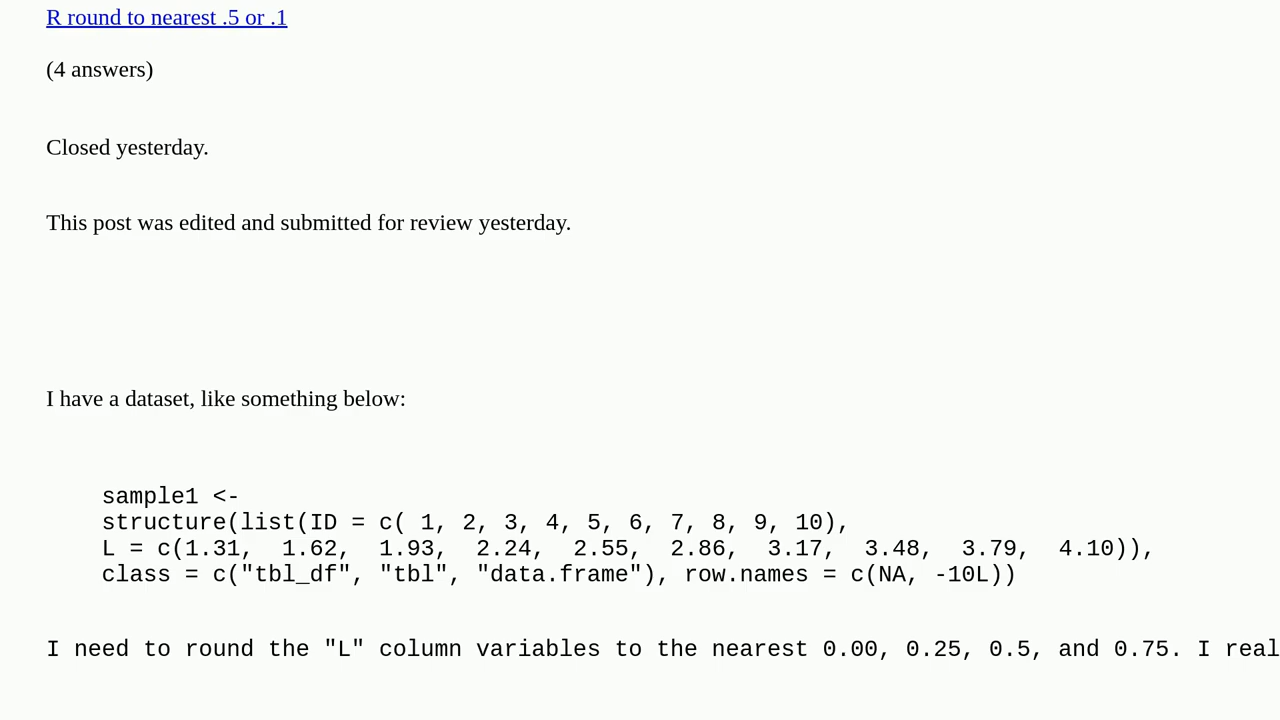 R round to nearest .5 or .1
(4 answers)
Closed yesterday.
This post was edited and submitted for review yesterday.
I have a dataset, like something below:
sample1 <-
structure(list(ID = c( 1, 2, 3, 4, 5, 6, 7, 8, 9, 10),
L = c(1.31,  1.62,  1.93,  2.24,  2.55,  2.86,  3.17,  3.48,  3.79,  4.10)),
class = c("tbl_df", "tbl", "data.frame"), row.names = c(NA, -10L))
I need to round the "L" column variables to the nearest 0.00, 0.25, 0.5, and 0.75. I real